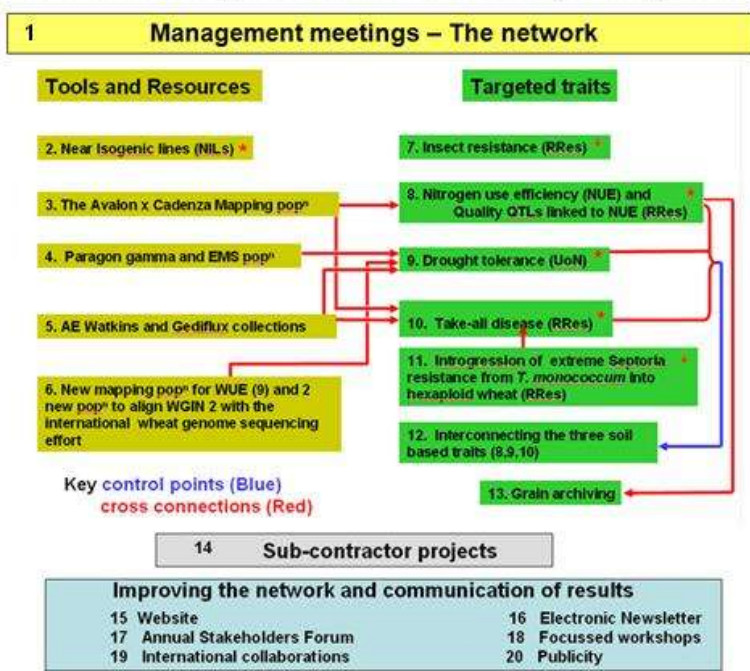 1 Management meetings – The network
Tools and Resources
2. Near Isogenic lines (NILs) *
3. The Avalon x Cadenza Mapping popⁿ
4. Paragon gamma and EMS popⁿ
5. AE Watkins and Gediflux collections
6. New mapping popⁿ for WUE (9) and 2
new popⁿ to align WGIN 2 with the
international wheat genome sequencing
effort
Targeted traits
7. Insect resistance (RRes) *
8. Nitrogen use efficiency (NUE) and *
Quality QTLs linked to NUE (RRes)
9. Drought tolerance (UoN) *
10. Take-all disease (RRes) *
11. Introgression of extreme Septoria *
resistance from T. monococcum into
hexaploid wheat (RRes)
12. Interconnecting the three soil
based traits (8,9,10)
13. Grain archiving
Key control points (Blue)
cross connections (Red)
14 Sub-contractor projects
Improving the network and communication of results
15 Website
16 Electronic Newsletter
17 Annual Stakeholders Forum
18 Focussed workshops
19 International collaborations
20 Publicity